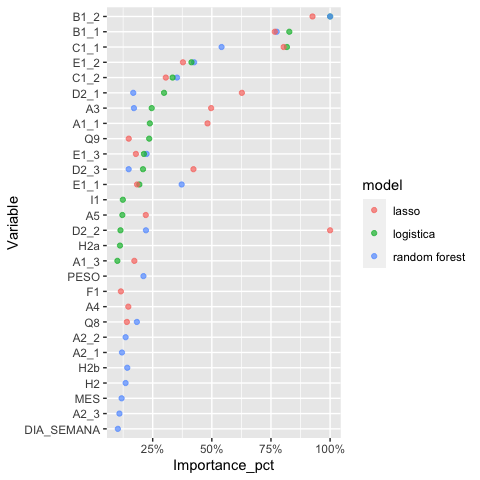 B1_2
B1_1
C1_1
E1_2
C1_2
D2_1
A3
A1_1
Q9
E1_3
D2_3
E1_1
I1
A5
D2_2
H2a
A1_3
PESO
F1
A4
Q8
A2_2
A2_1
H2b
H2
MES
A2_3
DIA_SEMANA
Variable
25%
50%
75%
100%
Importance_pct
model
lasso
logistica
random forest